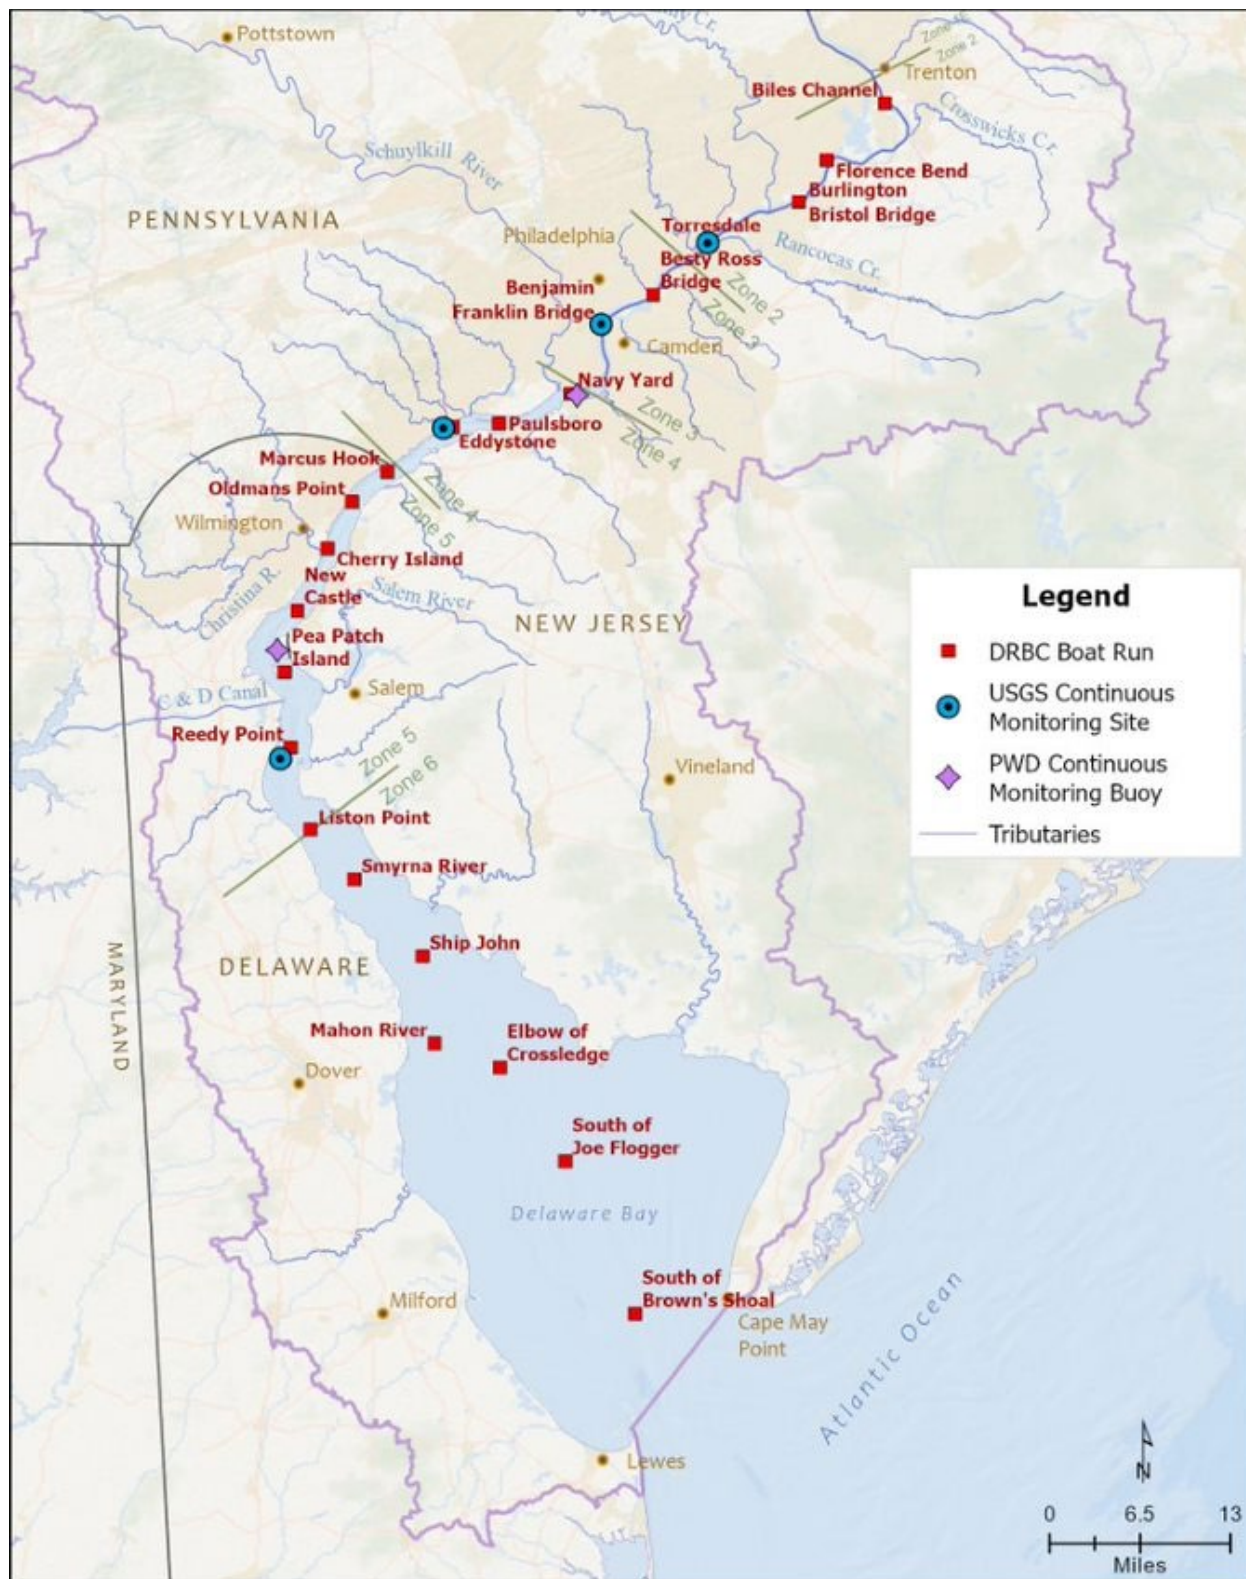 ny Cr.
Pottstown
Zone 2
Trenton
Biles Channel
Crosswicks Cr.
Schuylkill River
Florence Bend
Burlington
Bristol Bridge
PENNSYLVANIA
Torresdale
Philadelphia
Rancocas Cr.
Besty Ross
Bridge
Zone 2
Zone 3
Benjamin
Franklin Bridge
Camden
Navy Yard
Zone 3
Zone 4
Paulsboro
Eddystone
Marcus Hook
Zone 4
Zone 5
Oldmans Point
Wilmington
Cherry Island
New
Castle
Christina R.
Salem River
NEW JERSEY
Pea Patch
Island
C & D Canal
Salem
Reedy Point
Zone 5
Zone 6
Vineland
Liston Point
Smyrna River
Ship John
DELAWARE
MARYLAND
Mahon River
Elbow of
Crossledge
Dover
South of
Joe Flogger
Delaware Bay
South of
Brown's Shoal
Milford
Cape May
Point
Atlantic Ocean
Lewes
Legend
DRBC Boat Run
USGS Continuous
Monitoring Site
PWD Continuous
Monitoring Buoy
Tributaries
N
0 6.5 13
Miles